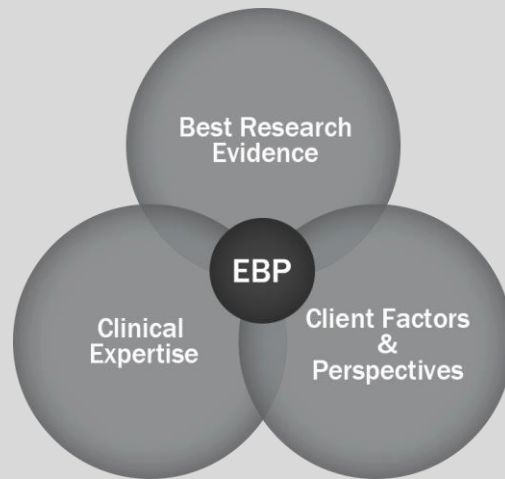 Best Research
Evidence
EBP
Clinical
Expertise
Client Factors
&
Perspectives